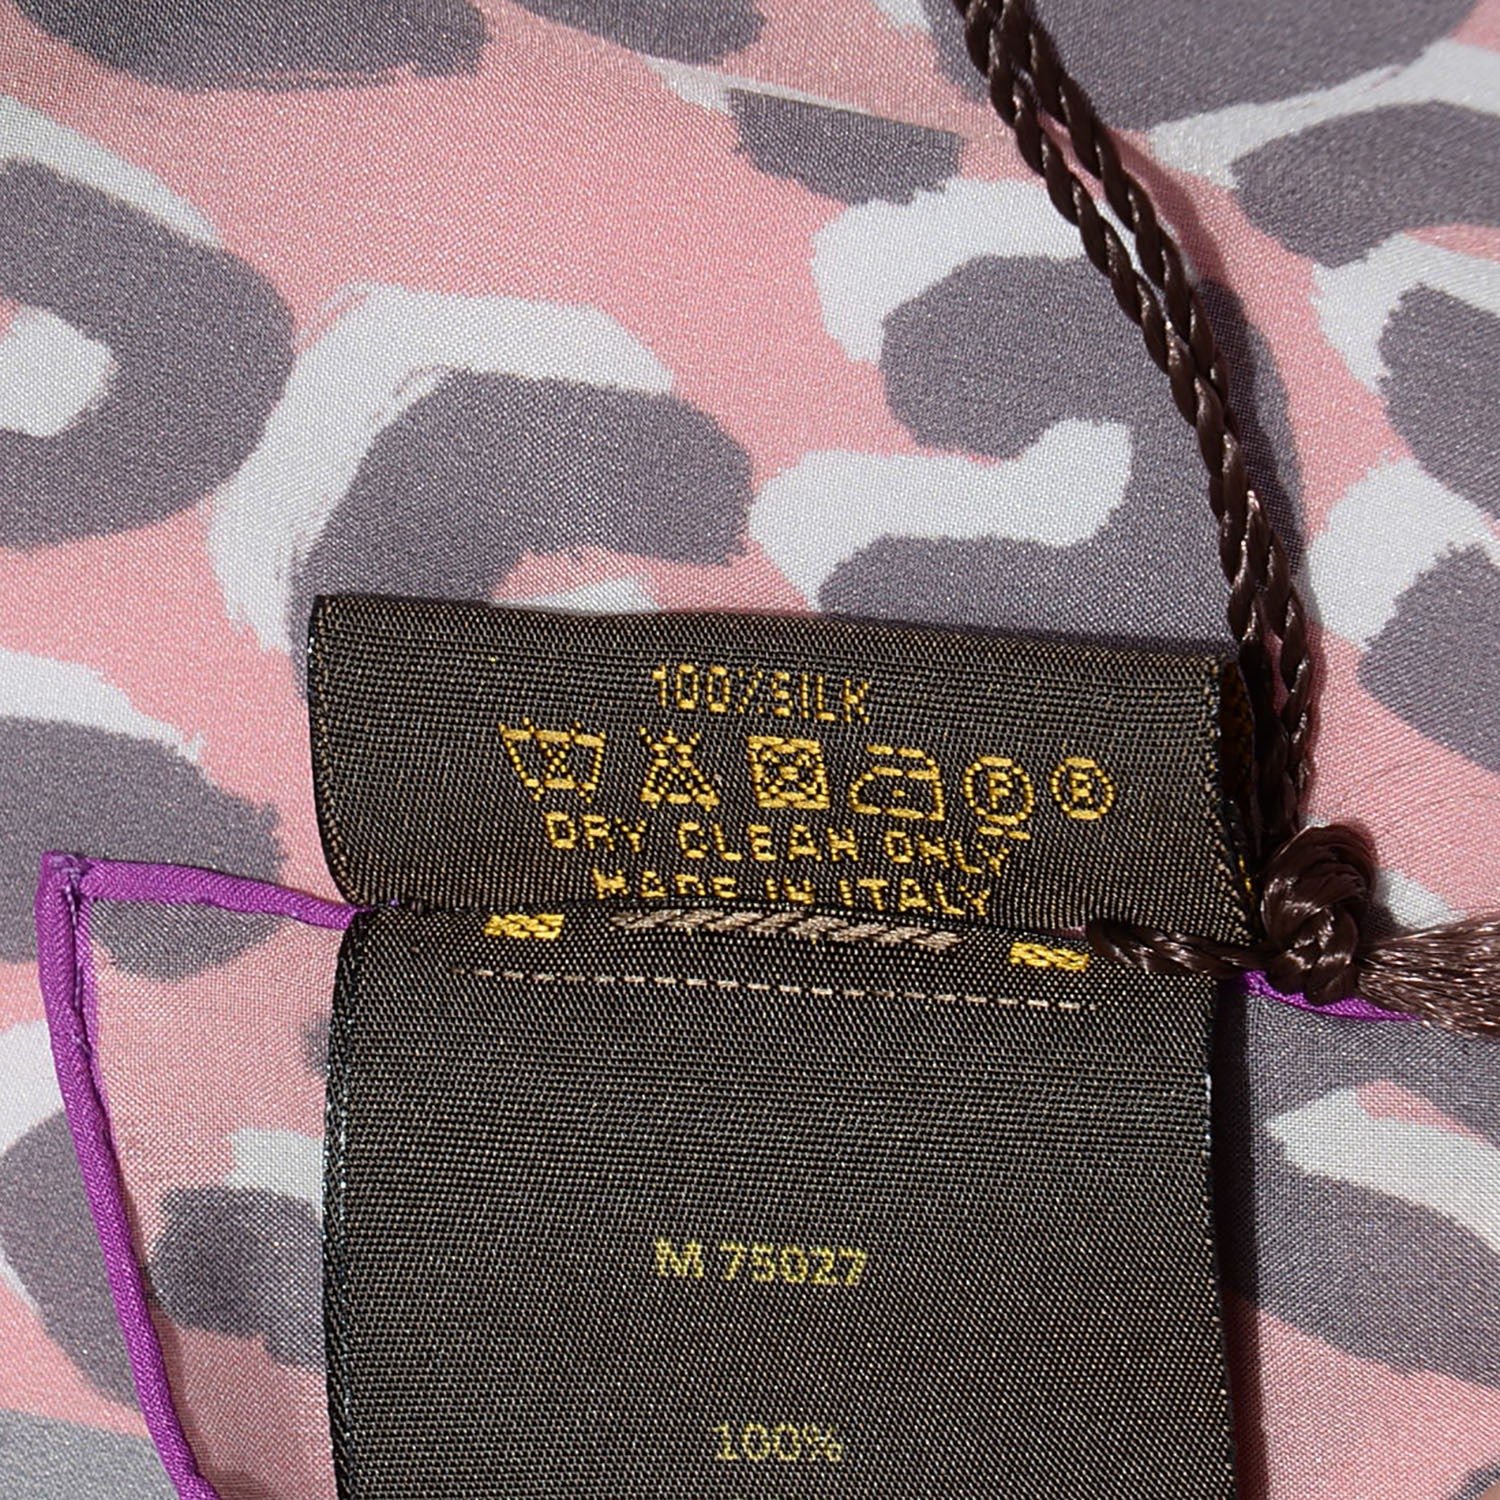 100%SILK
P E
DRY CLEAN ONLY
MADE IN ITALY
M 75027
100%